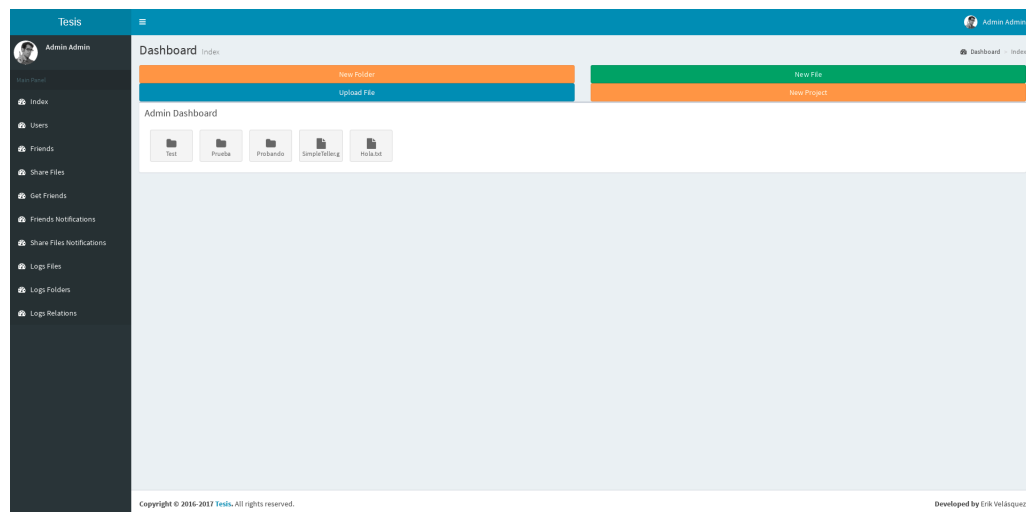 Tesis
Admin Admin
Admin Admin
Main Panel
Index
Users
Friends
Share Files
Get Friends
Friends Notifications
Share Files Notifications
Logs Files
Logs Folders
Logs Relations
Dashboard Index
Dashboard - Index
New Folder
New File
Upload File
New Project
Admin Dashboard
Test
Prueba
Probando
SimpleTeller.g
Hola.txt
Copyright © 2016-2017 Tesis. All rights reserved.
Developed by Erik Velásquez